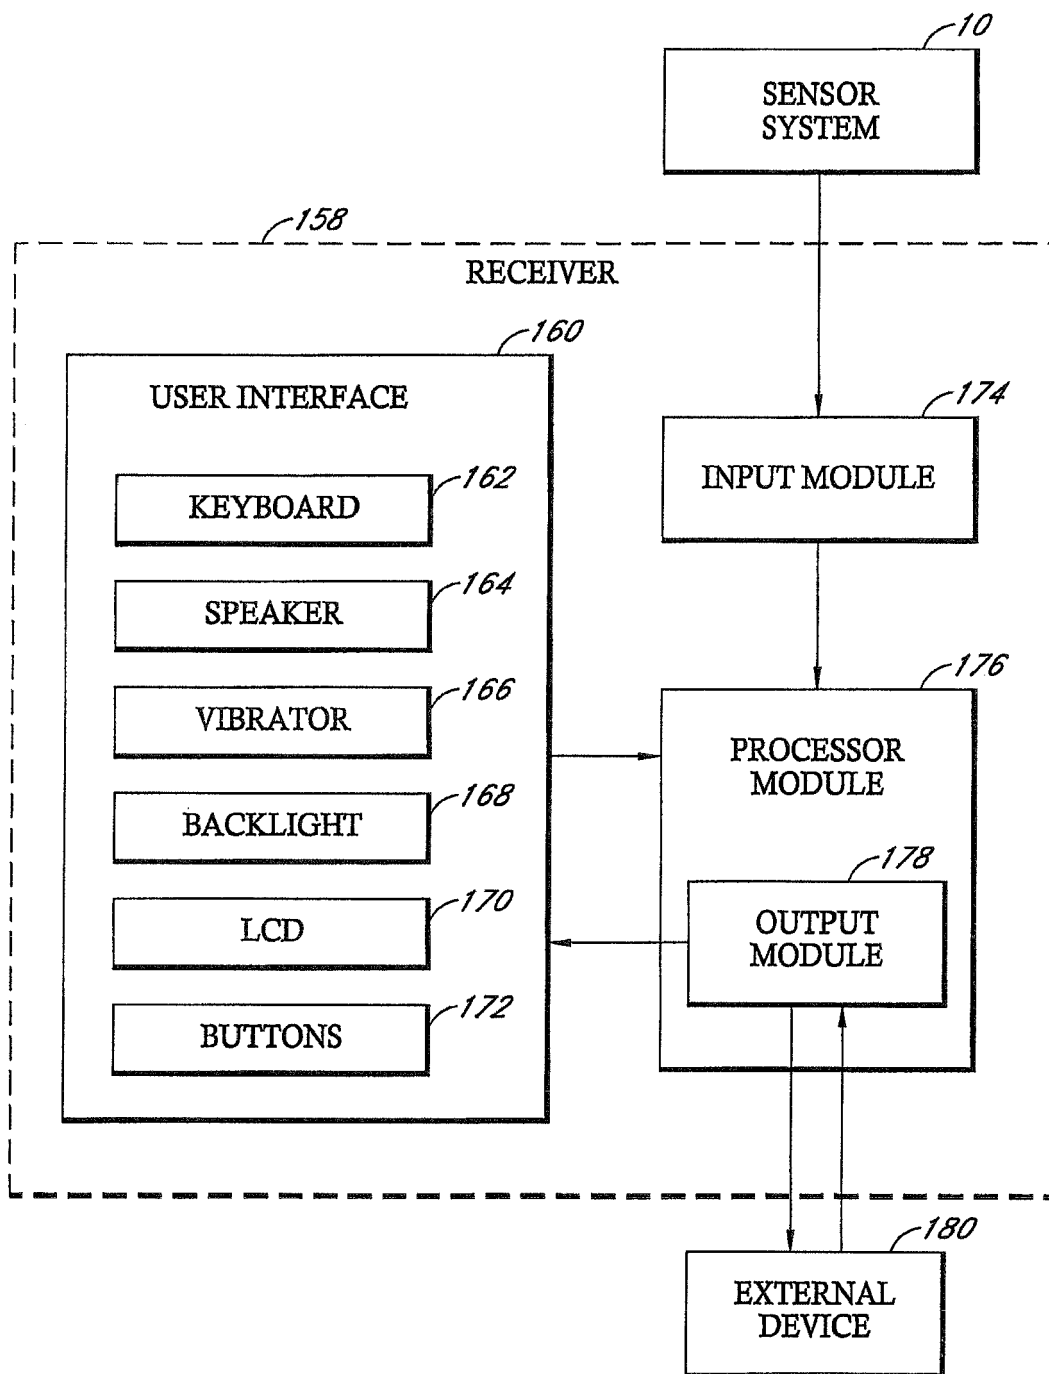 10
SENSOR
SYSTEM
158
RECEIVER
160
USER INTERFACE
174
INPUT MODULE
KEYBOARD
162
SPEAKER
164
VIBRATOR
166
176
PROCESSOR
MODULE
BACKLIGHT
168
178
OUTPUT
MODULE
LCD
170
BUTTONS
172
180
EXTERNAL
DEVICE